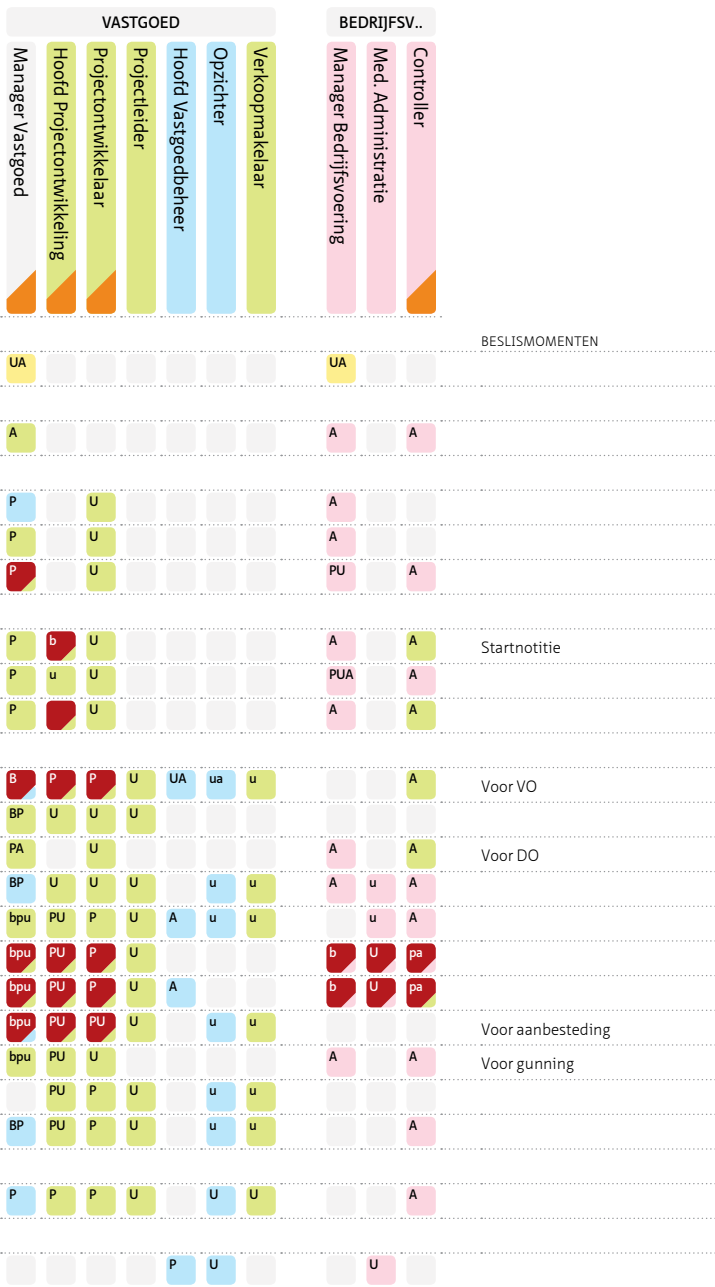 VASTGOED BEDRIJFSV..
Manager Vastgoed
Hoofd Projectontwikkeling
Projectontwikkelaar
Projectleider
Hoofd Vastgoedbeheer
Opzichter
Verkoopmakelaar
Manager Bedrijfsvoering
Med. Administratie
Controller
BESLISMOMENTEN
UA UA
A A A
P U A
P U A
P U PU A
P b U A A Startnotitie
P u U PUA A
P U A A
B P P U UA ua u A Voor VO
BP U U U
PA U A A Voor DO
BP U U U u u A u A
bpu PU P U A u u u A
bpu PU P U b U pa
bpu PU P U A b U pa
bpu PU PU U u u Voor aanbesteding
bpu PU U A A Voor gunning
PU P U u u
BP PU P U u u A
P P P U U U A
P U U